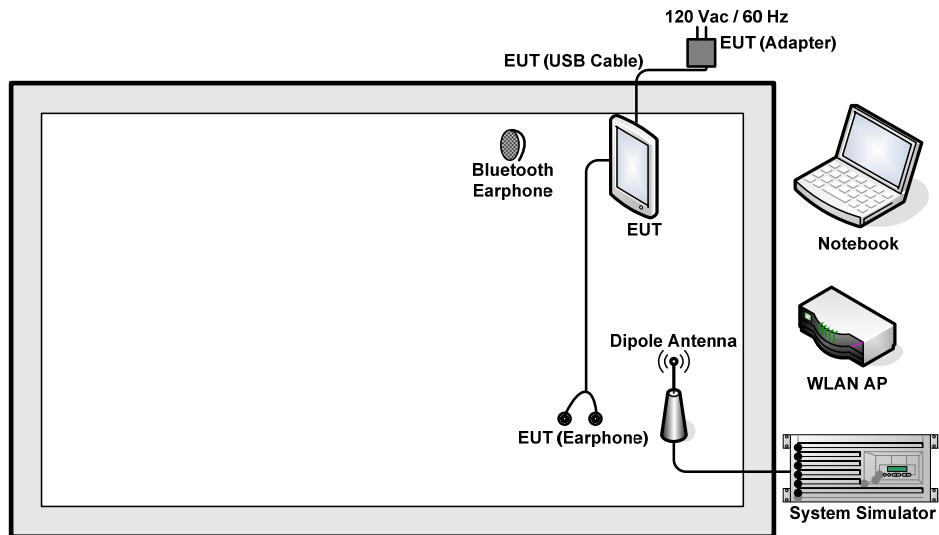 120 Vac / 60 Hz
EUT (Adapter)
EUT (USB Cable)
Bluetooth
Earphone
EUT
Notebook
Dipole Antenna
WLAN AP
EUT (Earphone)
System Simulator